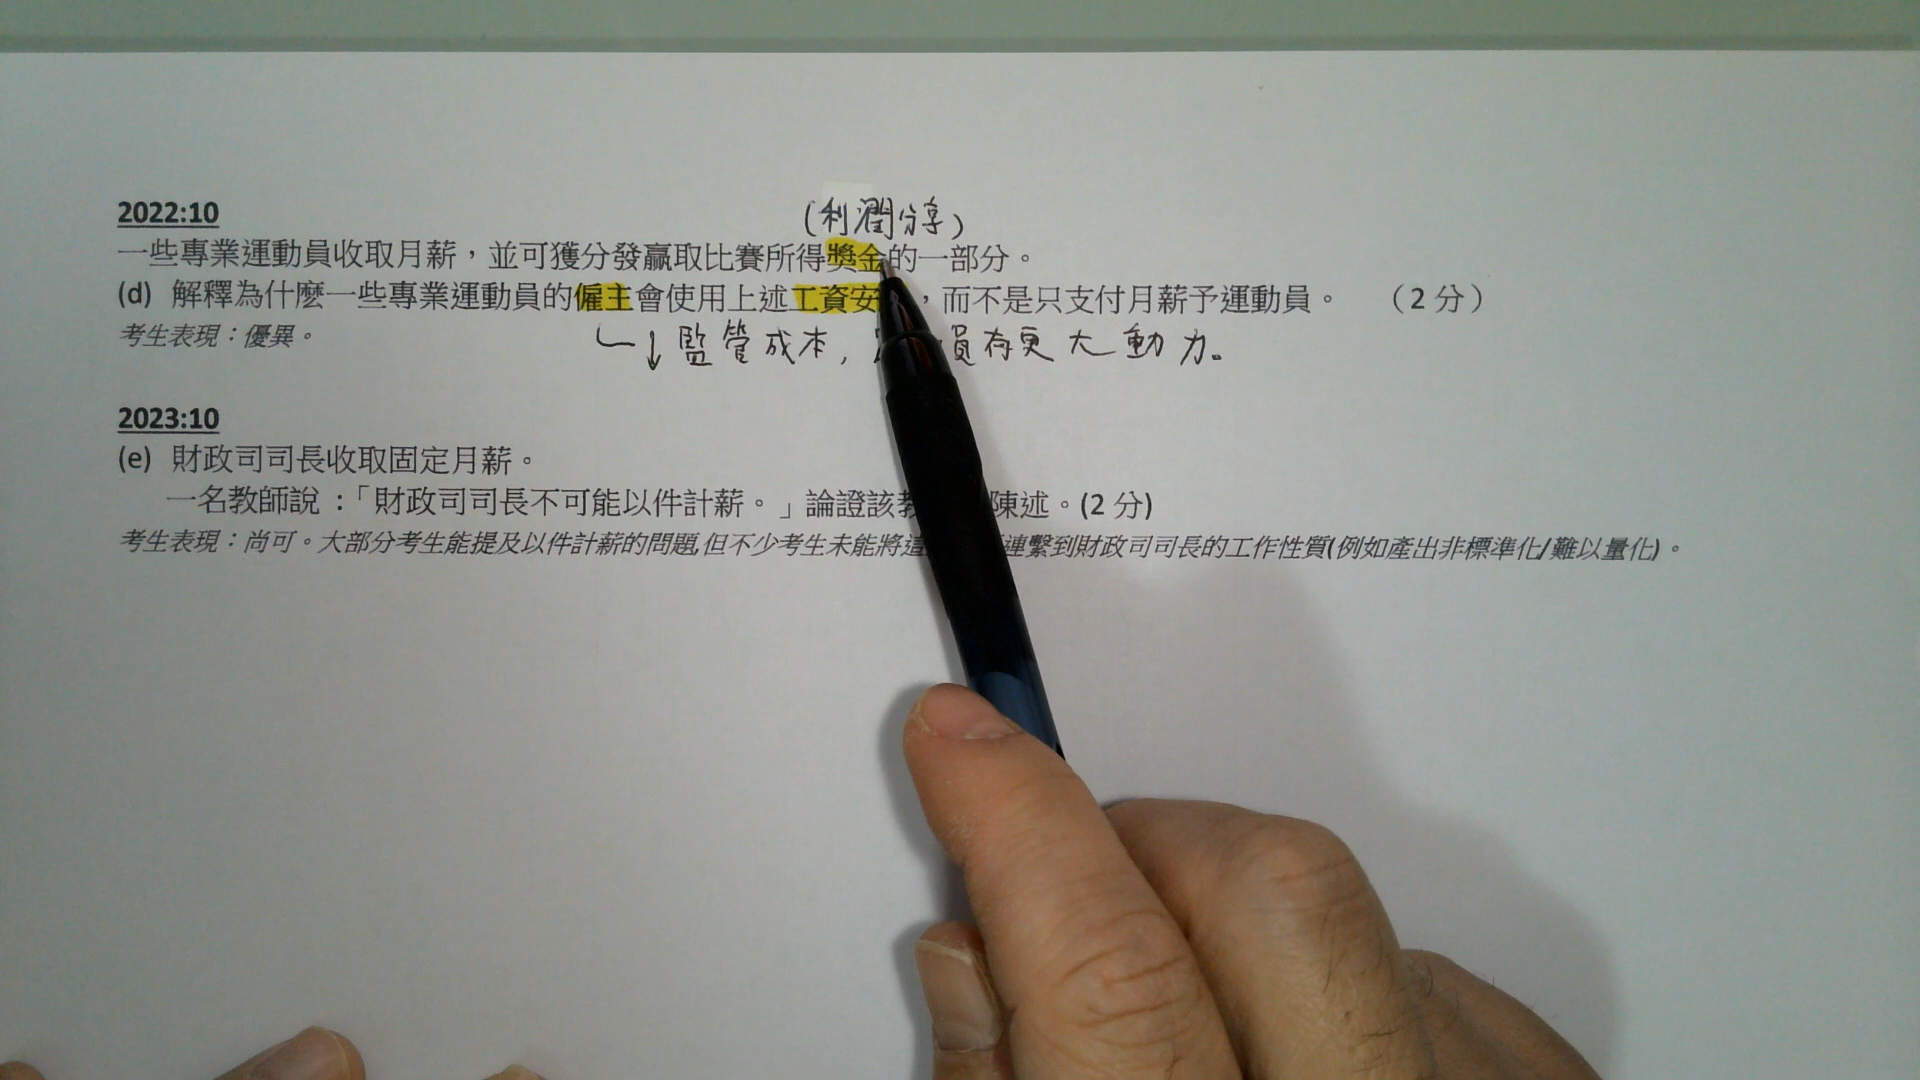 2022:10
(利潤分享)
一些專業運動員收取月薪，並可獲分發贏取比賽所得獎金的一部分。
(d) 解釋為什麼一些專業運動員的僱主會使用上述工資安，而不是只支付月薪予運動員。 （2 分）
↓監管成本, 員有更大動力。
考生表現：優異。
2023:10
(e) 財政司司長收取固定月薪。
一名教師說：「財政司司長不可能以件計薪。」論證該教 陳述。(2 分)
考生表現：尚可。大部分考生能提及以件計薪的問題,但不少考生未能將這 連繫到財政司司長的工作性質(例如產出非標準化/難以量化)。